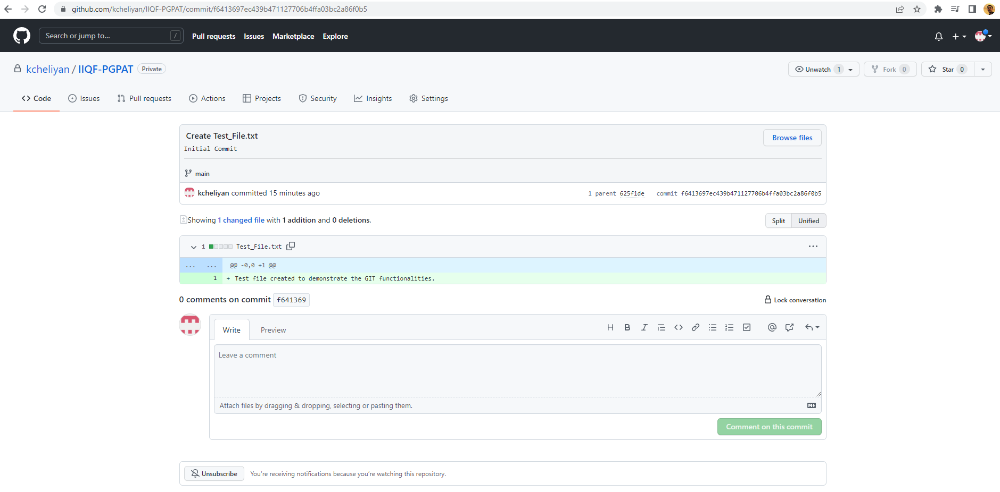 github.com/kcheliyan/IIQF-PGPAT/commit/f6413697ec439b471127706b4ffa03bc2a86f0b5
Search or jump to... /
Pull requests Issues Marketplace Explore
kcheliyan / IIQF-PGPAT Private
Unwatch 1 Fork 0 Star 0
Code Issues Pull requests Actions Projects Security Insights Settings
Create Test_File.txt
Browse files
Initial Commit
main
kcheliyan committed 15 minutes ago 1 parent 625f1de commit f6413697ec439b471127706b4ffa03bc2a86f0b5
Showing 1 changed file with 1 addition and 0 deletions.
Split Unified
1 Test_File.txt ...
... ... @@ -0,0 +1 @@
1 + Test file created to demonstrate the GIT functionalities.
0 comments on commit f641369
Lock conversation
Write Preview
Leave a comment
Attach files by dragging & dropping, selecting or pasting them.
Comment on this commit
Unsubscribe You're receiving notifications because you're watching this repository.